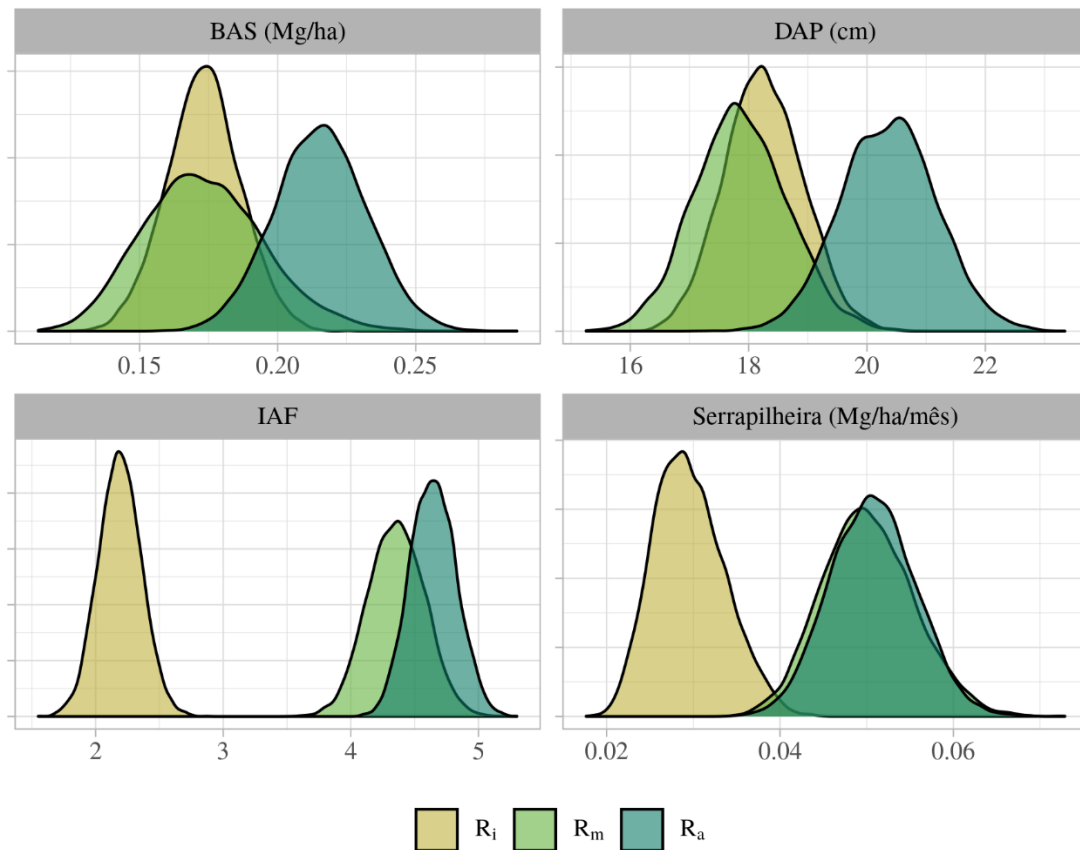 BAS (Mg/ha)
DAP (cm)
0.15 0.20 0.25
16 18 20 22
IAF
Serrapilheira (Mg/ha/mês)
2 3 4 5
0.02 0.04 0.06
Ri Rm Ra